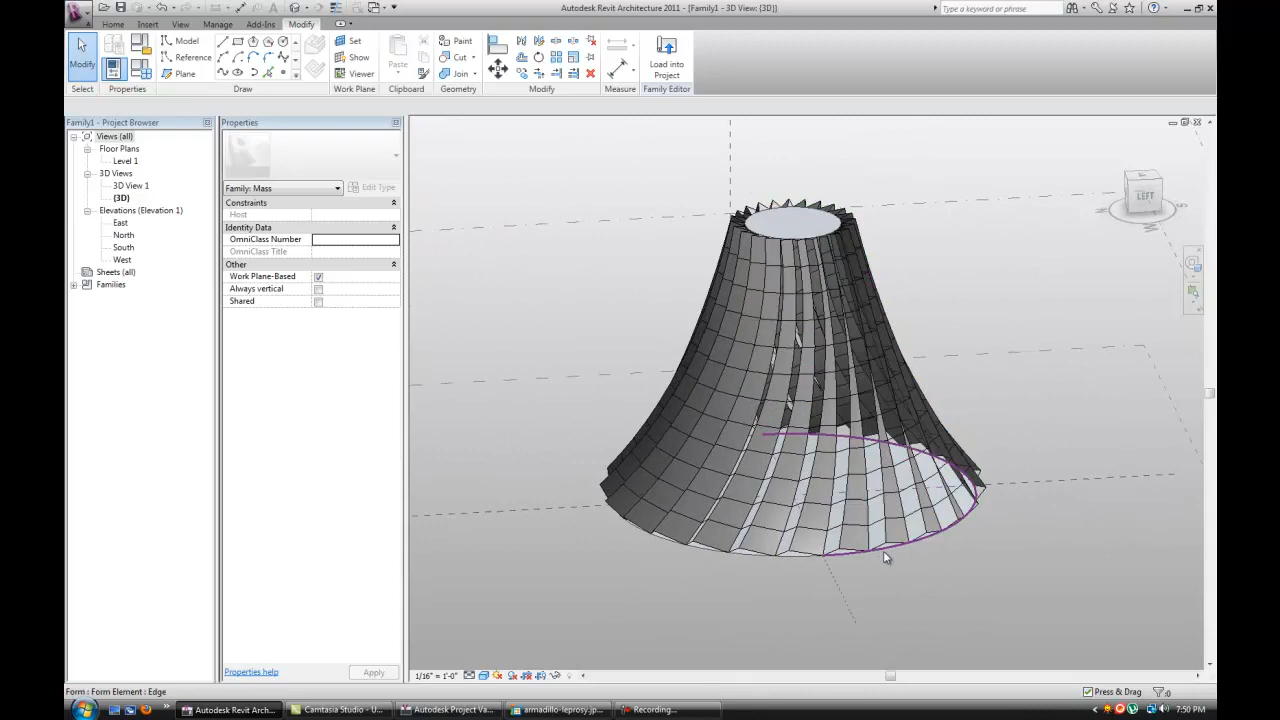 Autodesk Revit Architecture 2011 - [Family1 - 3D View: {3D}]
Type a keyword or phrase
Home Insert View Manage Add-Ins Modify
Modify
Model
Reference
Plane
Set
Show
Viewer
Paste
Paint
Cut
Join
Load into
Project
Select Properties Draw Work Plane Clipboard Geometry Modify Measure Family Editor
Family1 - Project Browser
Views (all)
Floor Plans
Level 1
3D Views
3D View 1
{3D}
Elevations (Elevation 1)
East
North
South
West
Sheets (all)
Families
Properties
Family: Mass
Edit Type
Constraints
Host
Identity Data
OmniClass Number
OmniClass Title
Other
Work Plane-Based
Always vertical
Shared
Properties help
Apply
LEFT
1/16" = 1'-0"
Form : Form Element : Edge
Press & Drag
:0
Autodesk Revit Arch...
Camtasia Studio - U...
Autodesk Project Va...
armadillo-leprosy.jp...
Recording...
7:50 PM